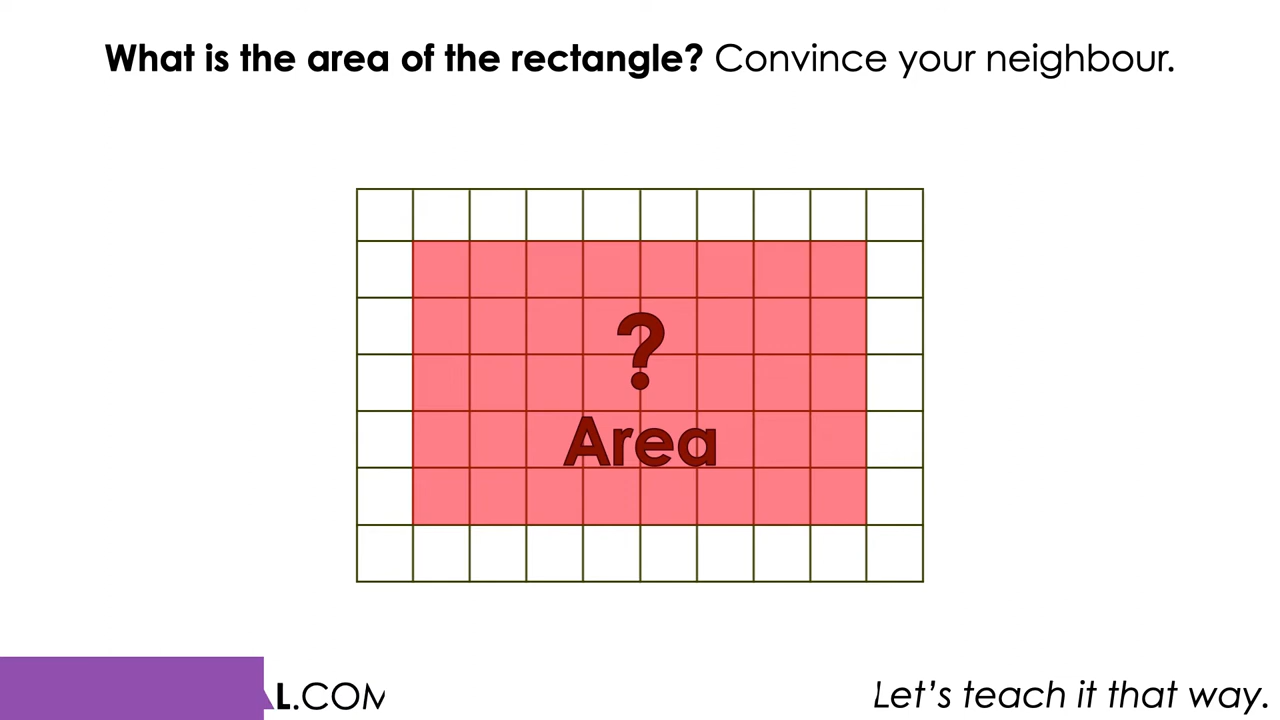 What is the area of the rectangle? Convince your neighbour.
?
Area
L.COM
Let's teach it that way.